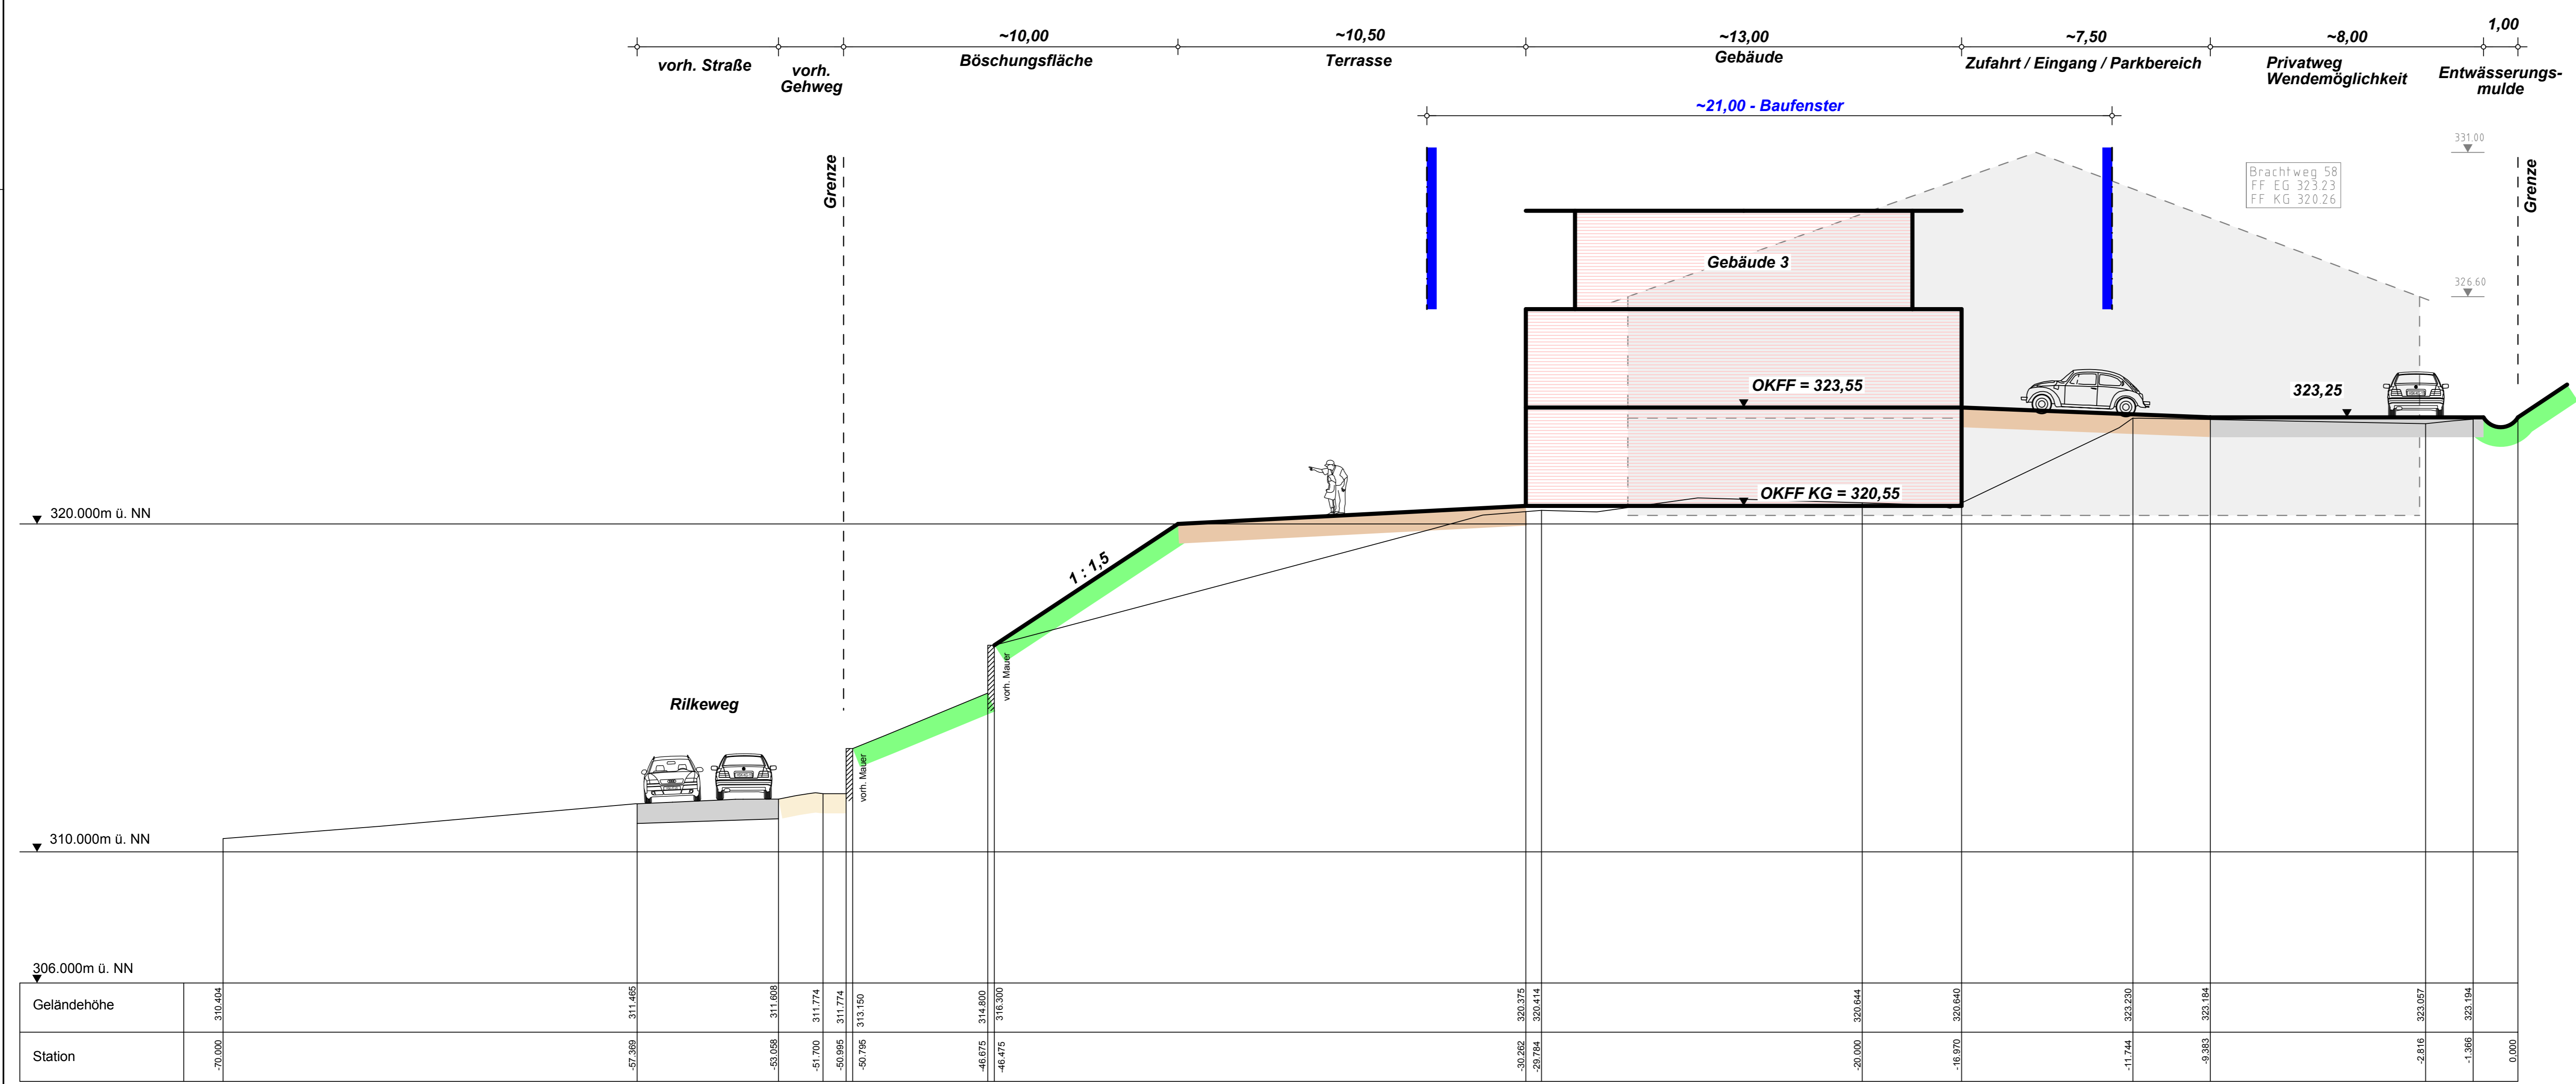 ~10,00
~10,50
~13,00
~7,50
~8,00
1,00
vorh. Straße
vorh.
Gehweg
Böschungsfläche
Terrasse
Gebäude
Zufahrt / Eingang / Parkbereich
Privatweg
Wendemöglichkeit
Entwässerungs-
mulde
~21,00 - Baufenster
Grenze
331.00
Brachtweg 58
FF EG 323.23
FF KG 320.26
Grenze
Gebäude 3
326.60
OKFF = 323,55
323,25
OKFF KG = 320,55
320.000m ü. NN
1 : 1,5
vorh. Mauer
Rilkeweg
vorh. Mauer
310.000m ü. NN
306.000m ü. NN
Geländehöhe
310.404
311.465
311.608
311.774
311.774
313.150
314.800
316.300
320.375
320.414
320.644
320.640
323.230
323.184
323.057
323.194
Station
-70.000
-57.369
-53.058
-51.700
-50.995
-50.795
-46.675
-46.475
-30.262
-29.784
-20.000
-16.970
-11.744
-9.383
-2.816
-1.366
0.000